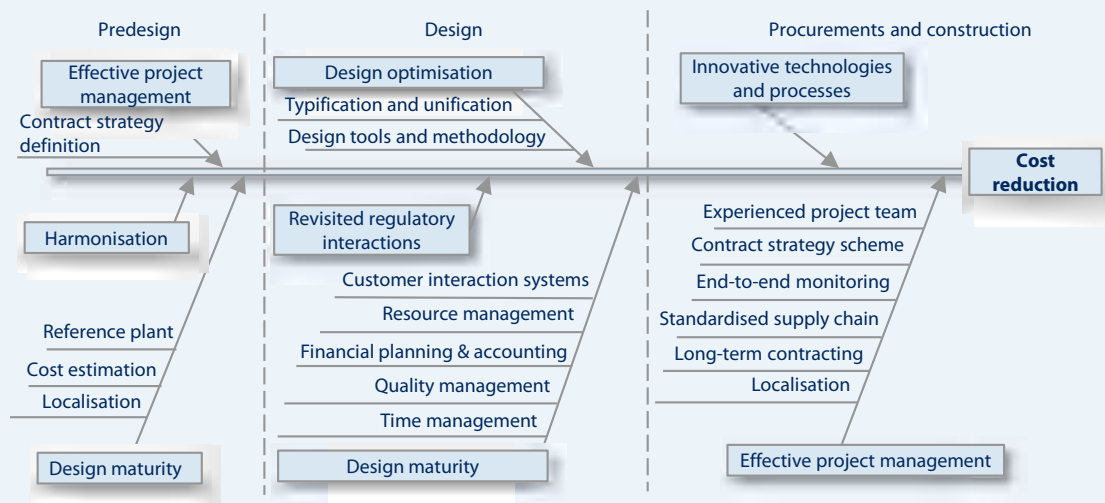 Predesign
Design
Procurements and construction
Effective project
management
Contract strategy
definition
Design optimisation
Typification and unification
Design tools and methodology
Innovative technologies
and processes
Cost
reduction
Harmonisation
Reference plant
Cost estimation
Localisation
Design maturity
Revisited regulatory
interactions
Customer interaction systems
Resource management
Financial planning & accounting
Quality management
Time management
Design maturity
Experienced project team
Contract strategy scheme
End-to-end monitoring
Standardised supply chain
Long-term contracting
Localisation
Effective project management